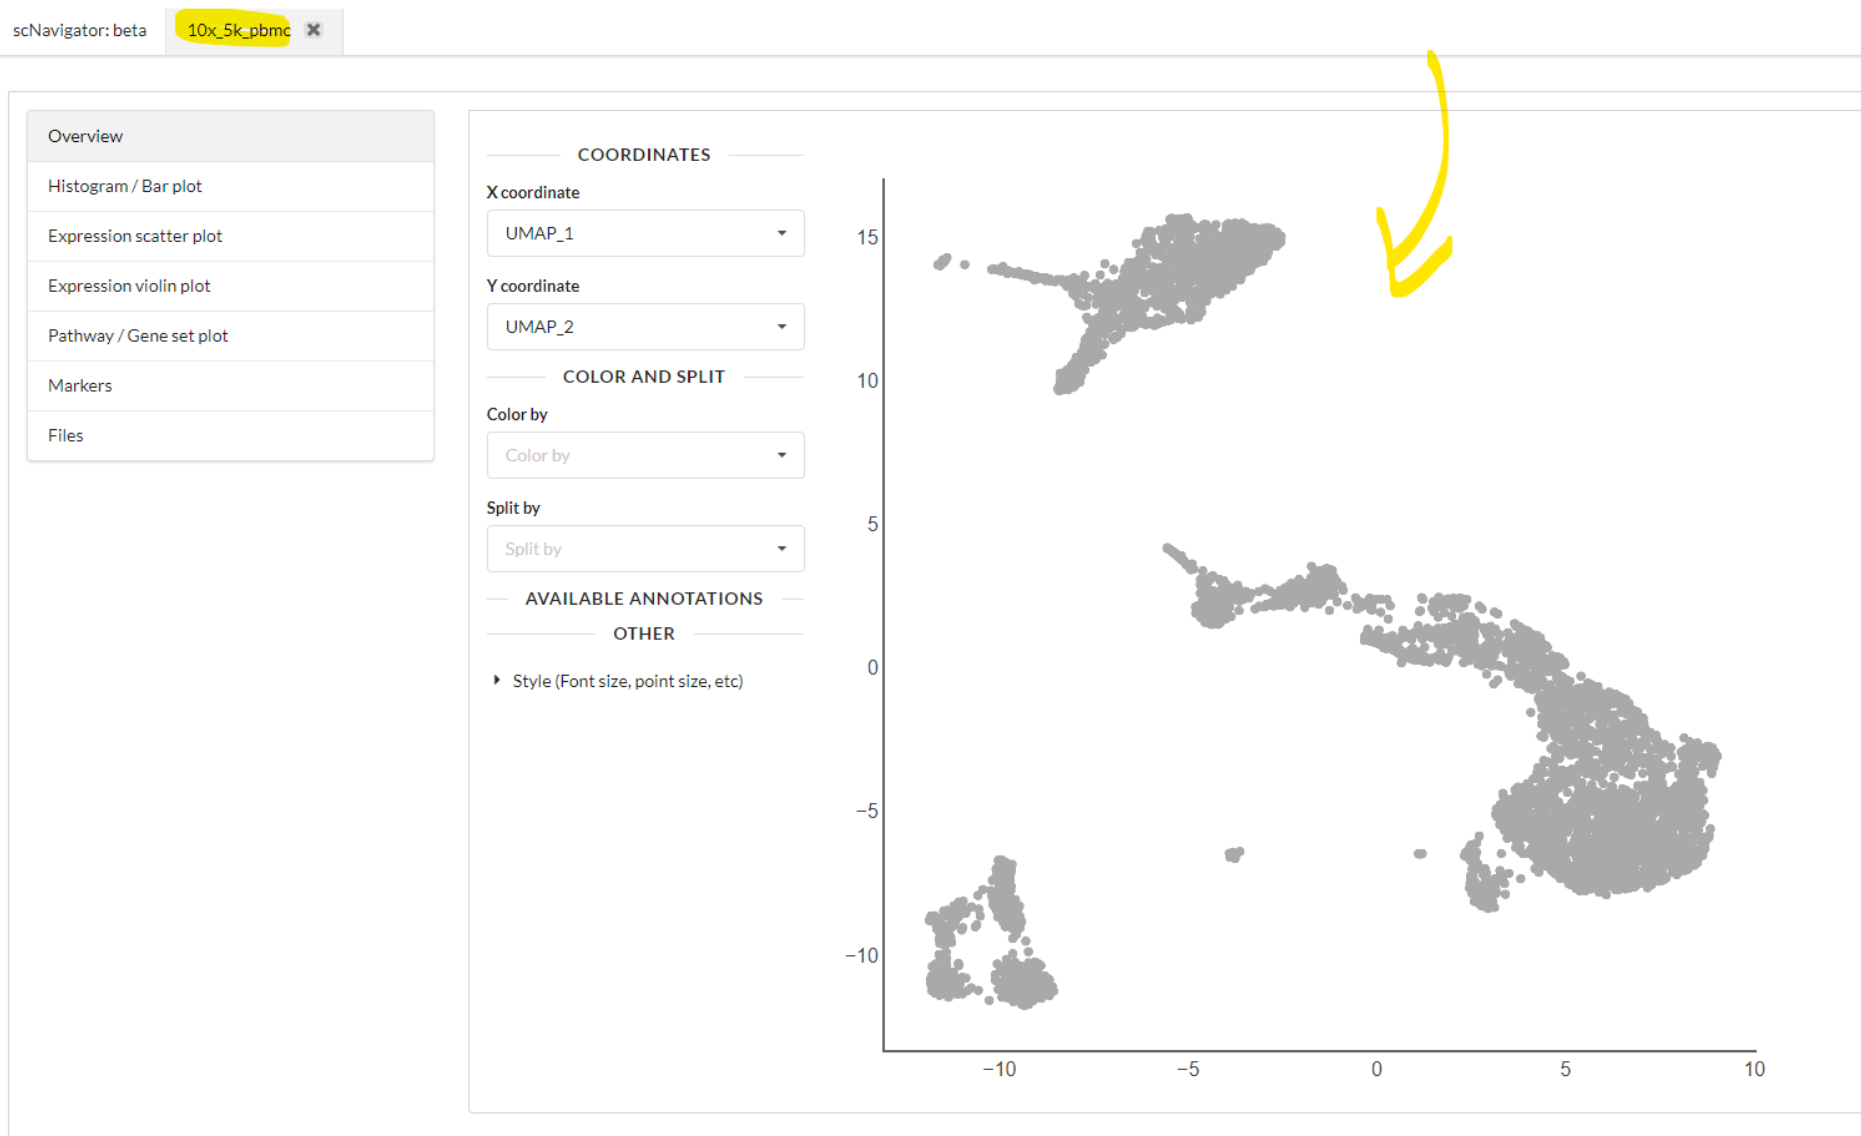 scNavigator: beta
10x_5k_pbmc
Overview
Histogram / Bar plot
Expression scatter plot
Expression violin plot
Pathway / Gene set plot
Markers
Files
COORDINATES
X coordinate
UMAP_1
Y coordinate
UMAP_2
COLOR AND SPLIT
Color by
Color by
Split by
Split by
AVAILABLE ANNOTATIONS
OTHER
Style (Font size, point size, etc)
15
10
5
0
−5
−10
−10 −5 0 5 10